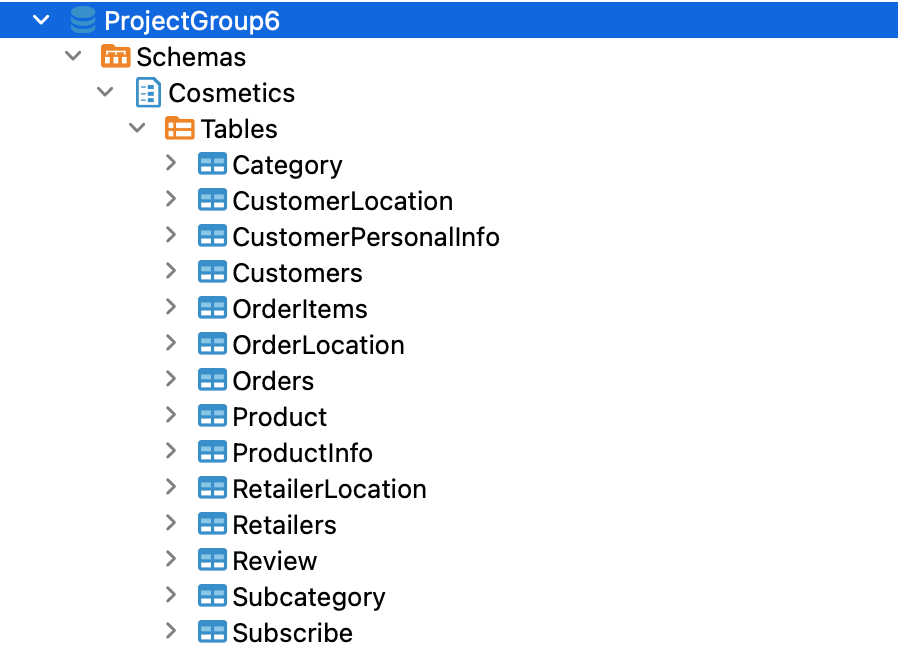 ProjectGroup6
Schemas
Cosmetics
Tables
Category
CustomerLocation
CustomerPersonalInfo
Customers
OrderItems
OrderLocation
Orders
Product
ProductInfo
RetailerLocation
Retailers
Review
Subcategory
Subscribe